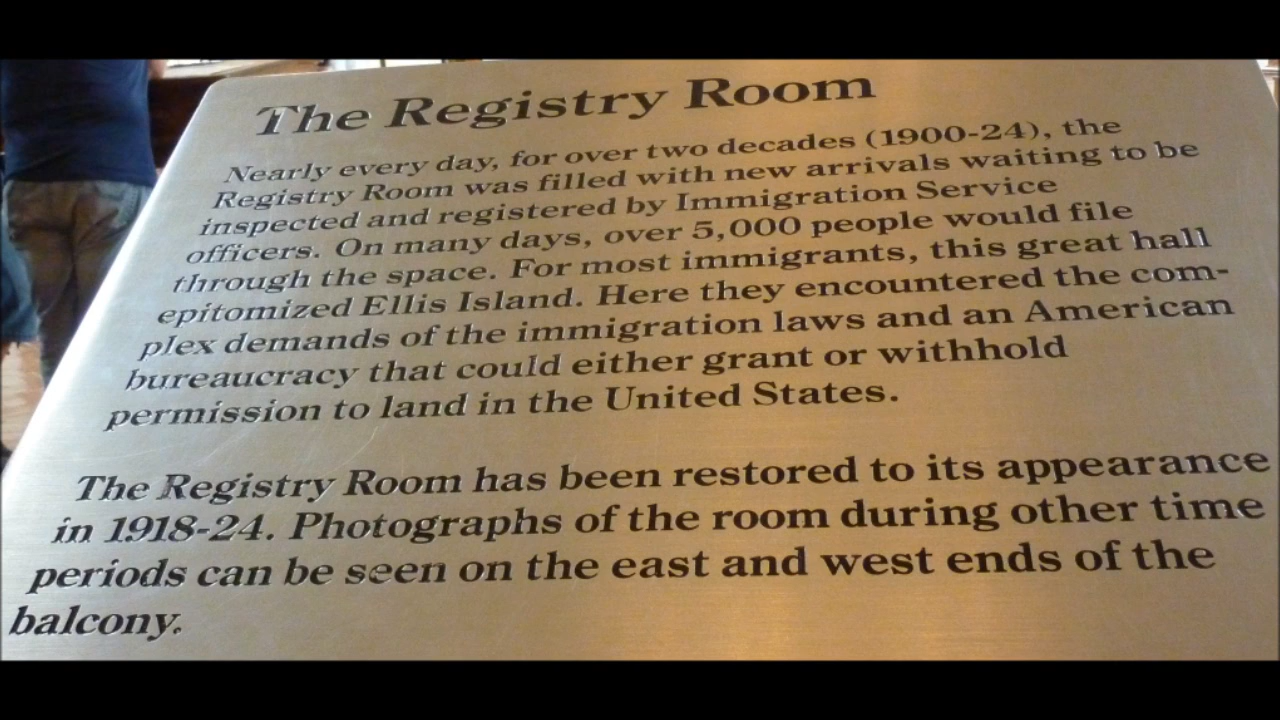 The Registry Room
Nearly every day, for over two decades (1900-24), the
Registry Room was filled with new arrivals waiting to be
inspected and registered by Immigration Service
officers. On many days, over 5,000 people would file
through the space. For most immigrants, this great hall
epitomized Ellis Island. Here they encountered the com-
plex demands of the immigration laws and an American
bureaucracy that could either grant or withhold
permission to land in the United States.
The Registry Room has been restored to its appearance
in 1918-24. Photographs of the room during other time
periods can be seen on the east and west ends of the
balcony.